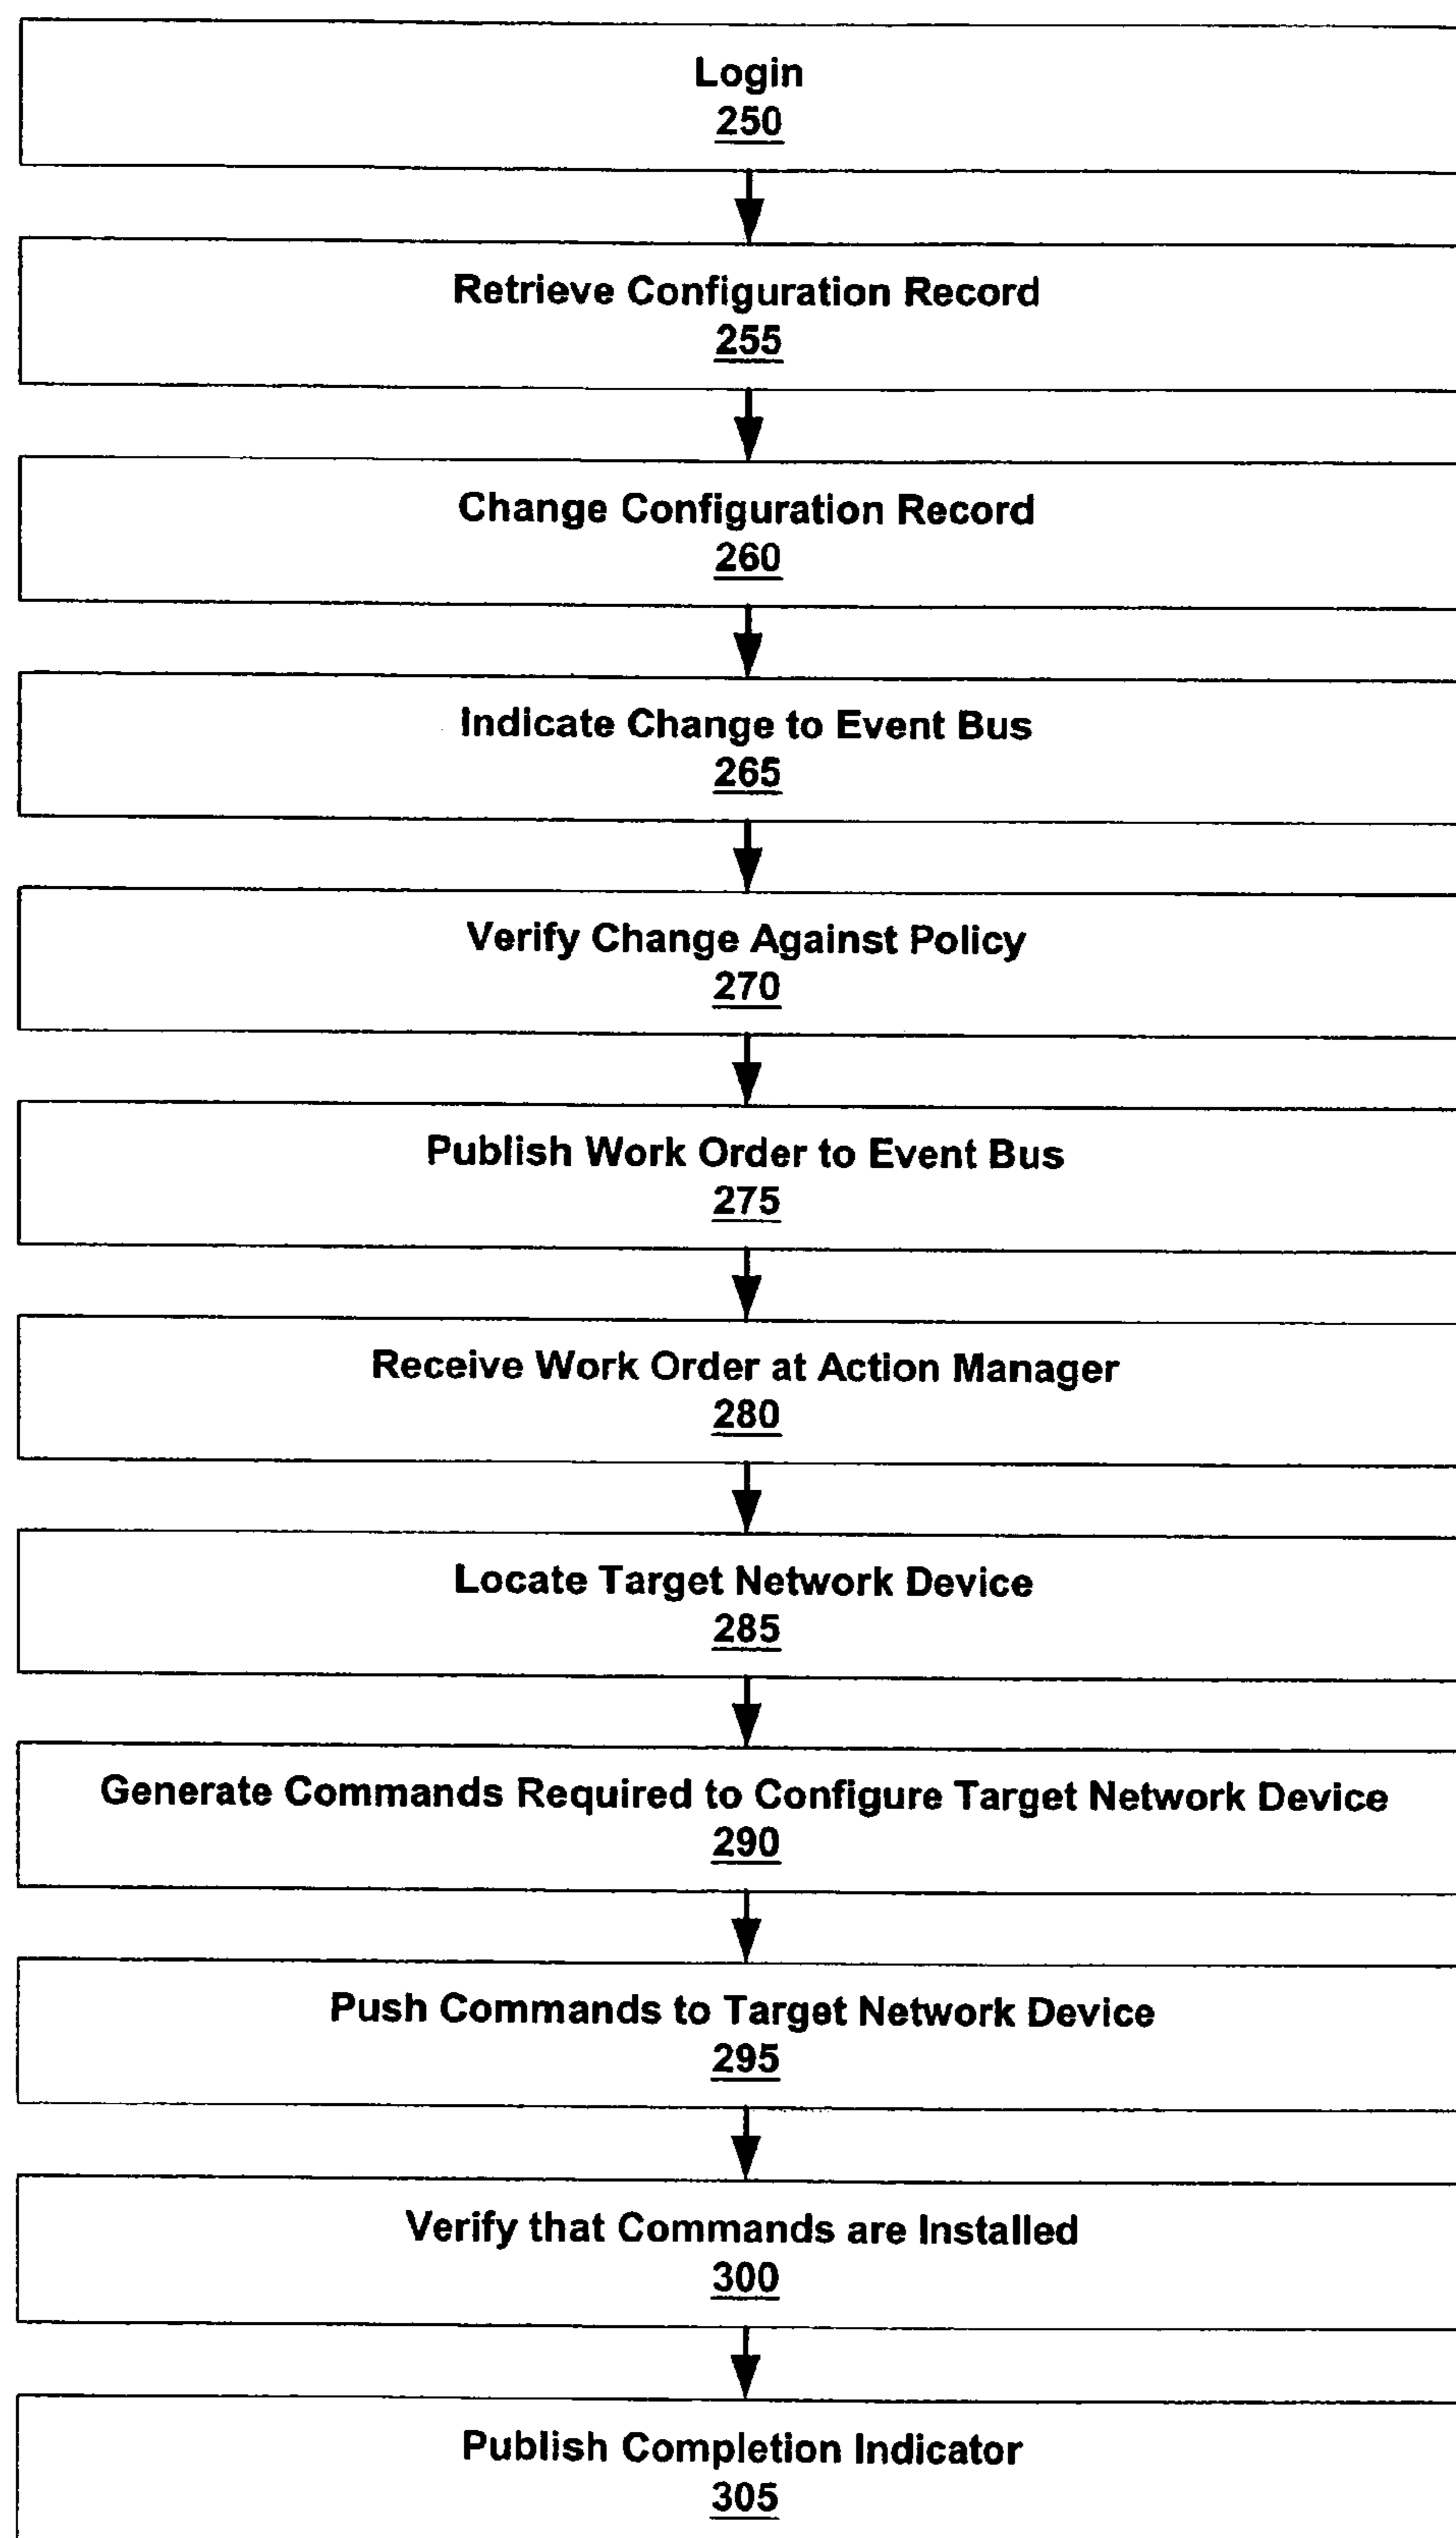 Login
250
Retrieve Configuration Record
255
Change Configuration Record
260
Indicate Change to Event Bus
265
Verify Change Against Policy
270
Publish Work Order to Event Bus
275
Receive Work Order at Action Manager
280
Locate Target Network Device
285
Generate Commands Required to Configure Target Network Device
290
Push Commands to Target Network Device
295
Verify that Commands are Installed
300
Publish Completion Indicator
305